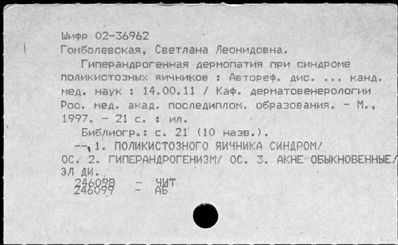 Шифр 02-36962
Гомболевская, Светлана Леонидовна.
Гиперандрогенная дермопатия при синдроме
поликистозных яичников : Автореф. дис. ... канд.
мед. наук : 14.00.11 / Каф. дерматовенерологии
Рос. мед. акад. последиплом. образования. - М.,
1997. - 21 с. : ил.
Библиогр.: с. 21 (10 назв.).
1. ПОЛИКИСТОЗНОГО ЯИЧНИКА СИНДРОМ/
ОС. 2. ГИПЕРАНДРОГЕНИЗМ/ ОС. 3. АКНЕ ОБЫКНОВЕННЫЕ/
ЭЛ ДИ.
246098 - ЧИТ
246099 - АБ